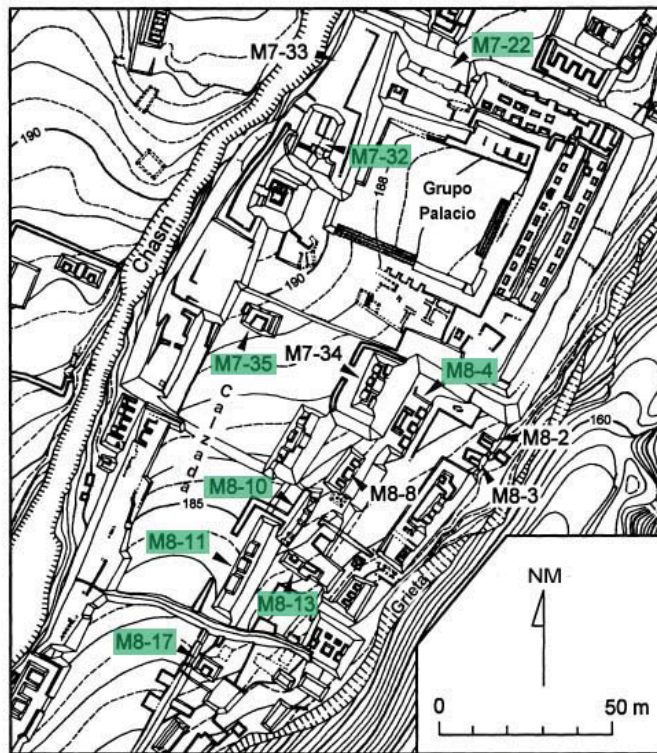 M7-33
M7-22
M7-32
190
188
Grupo
Palacio
Chasm
190
M7-35
M7-34
M8-4
160
Calzada
M8-2
M8-3
M8-10
M8-8
185
M8-11
M8-13
Grieta
M8-17
NM
0
50 m